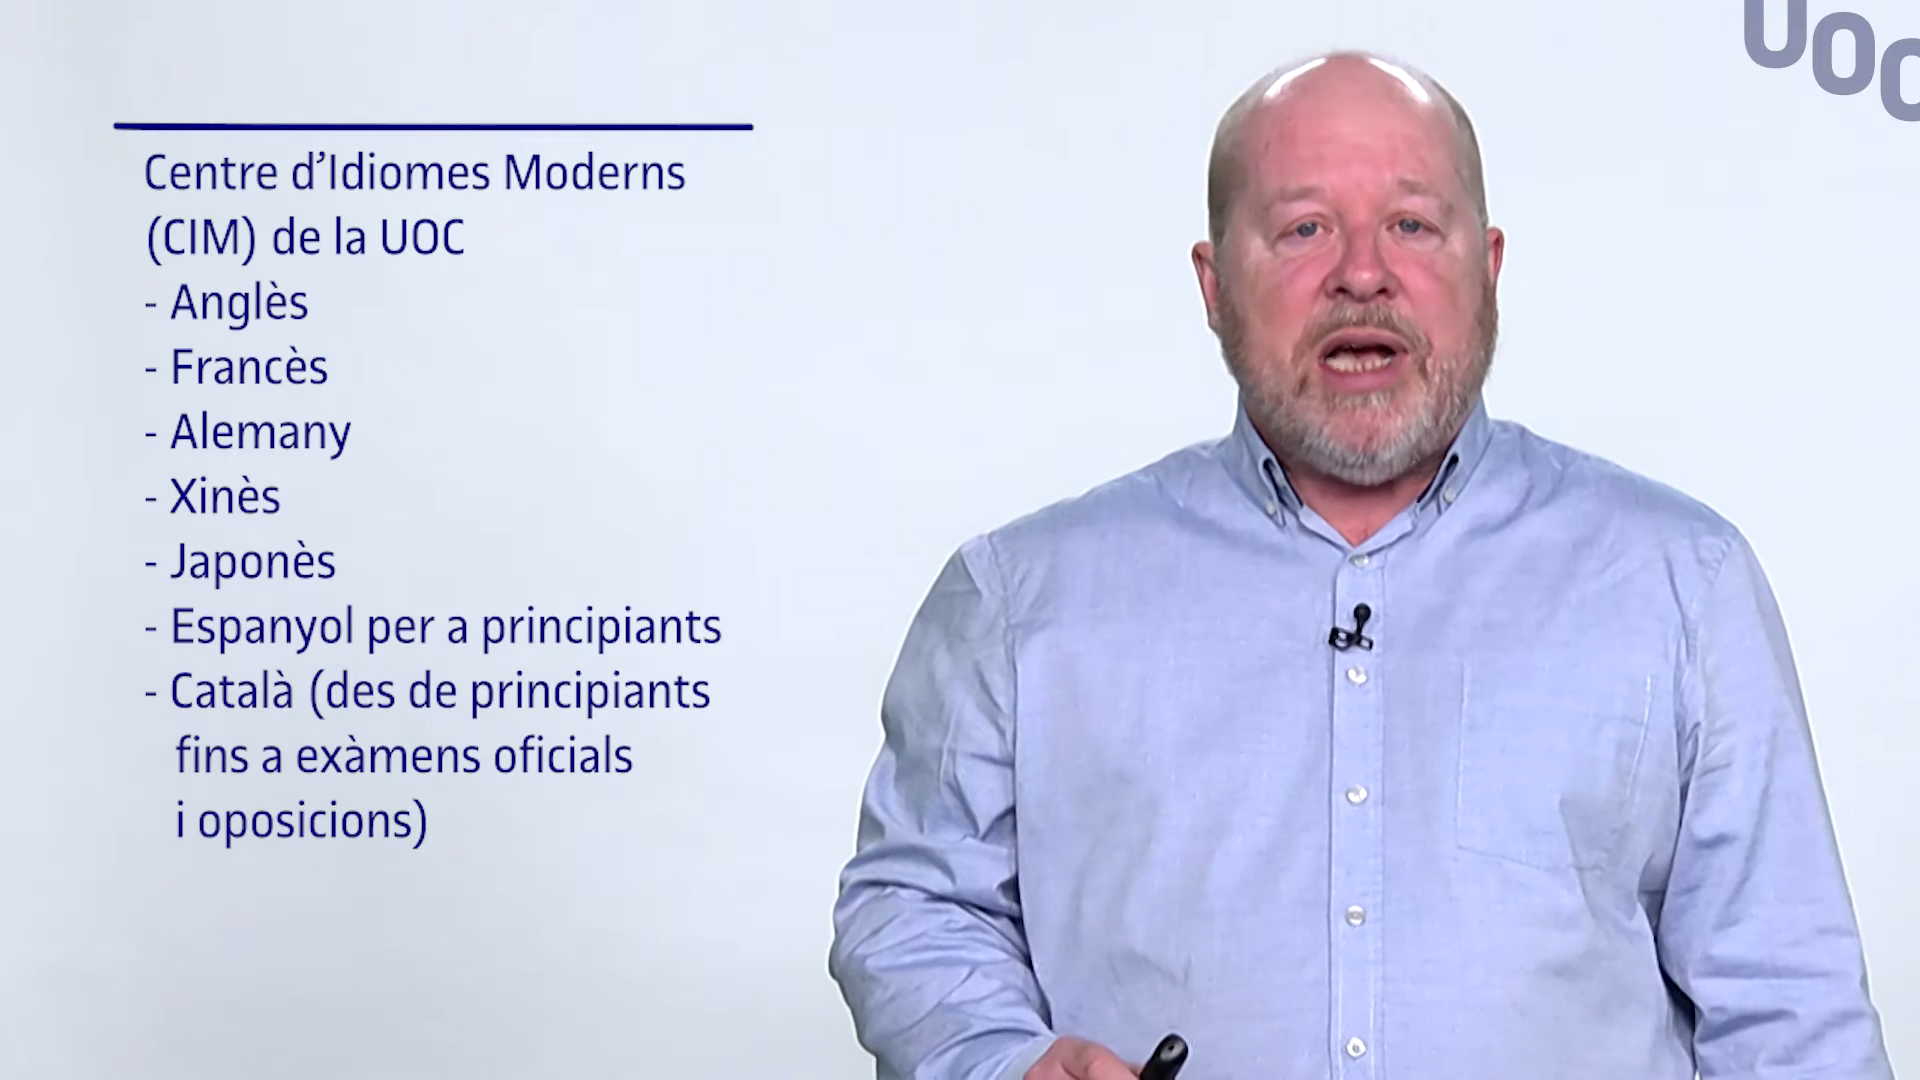 UOC
Centre d’Idiomes Moderns
(CIM) de la UOC
- Anglès
- Francès
- Alemany
- Xinès
- Japonès
- Espanyol per a principiants
- Català (des de principiants
fins a exàmens oficials
i oposicions)